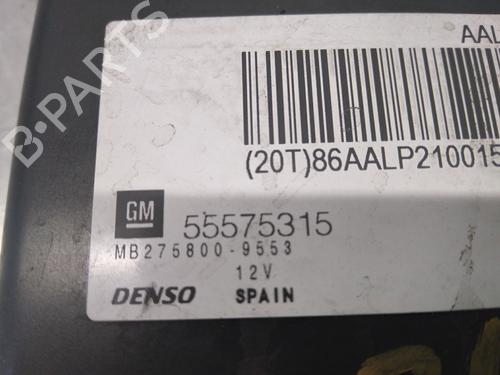 AAL
(20T)86AALP210015
GM 55575315
MB275800-9553
12V
DENSO SPAIN
B-PARTS